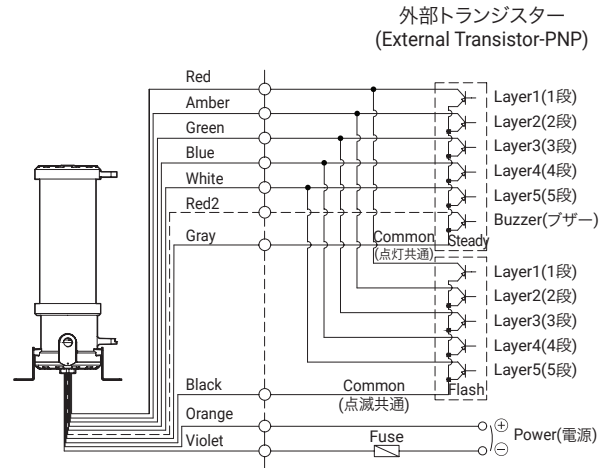 外部トランジスター
(External Transistor-PNP)
Red
Amber
Green
Blue
White
Red2
Gray
Layer1(1段)
Layer2(2段)
Layer3(3段)
Layer4(4段)
Layer5(5段)
Buzzer(ブザー)
Common
(点灯共通)
Steady
Layer1(1段)
Layer2(2段)
Layer3(3段)
Layer4(4段)
Layer5(5段)
Flash
Black
Common
(点滅共通)
Orange
Violet
Fuse
⊕
⊖
Power(電源)